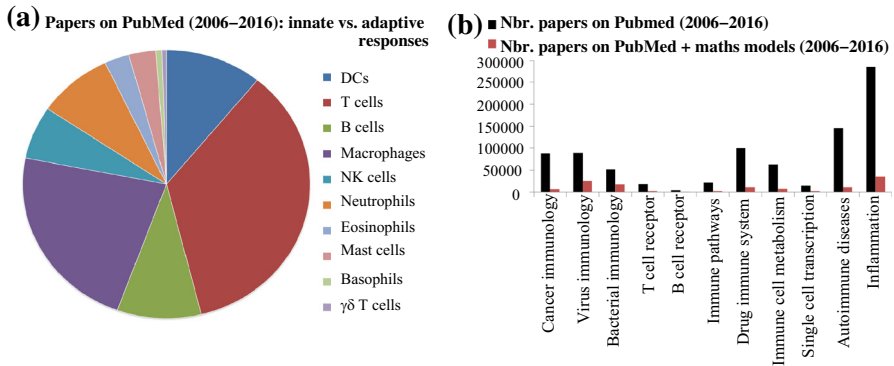 (a) Papers on PubMed (2006–2016): innate vs. adaptive
responses
DCs
T cells
B cells
Macrophages
NK cells
Neutrophils
Eosinophils
Mast cells
Basophils
γδ T cells
(b)
Nbr. papers on Pubmed (2006–2016)
Nbr. papers on PubMed + maths models (2006–2016)
300000
250000
200000
150000
100000
50000
0
Cancer immunology
Virus immunology
Bacterial immunology
T cell receptor
B cell receptor
Immune pathways
Drug immune system
Immune cell metabolism
Single cell transcription
Autoimmune diseases
Inflammation